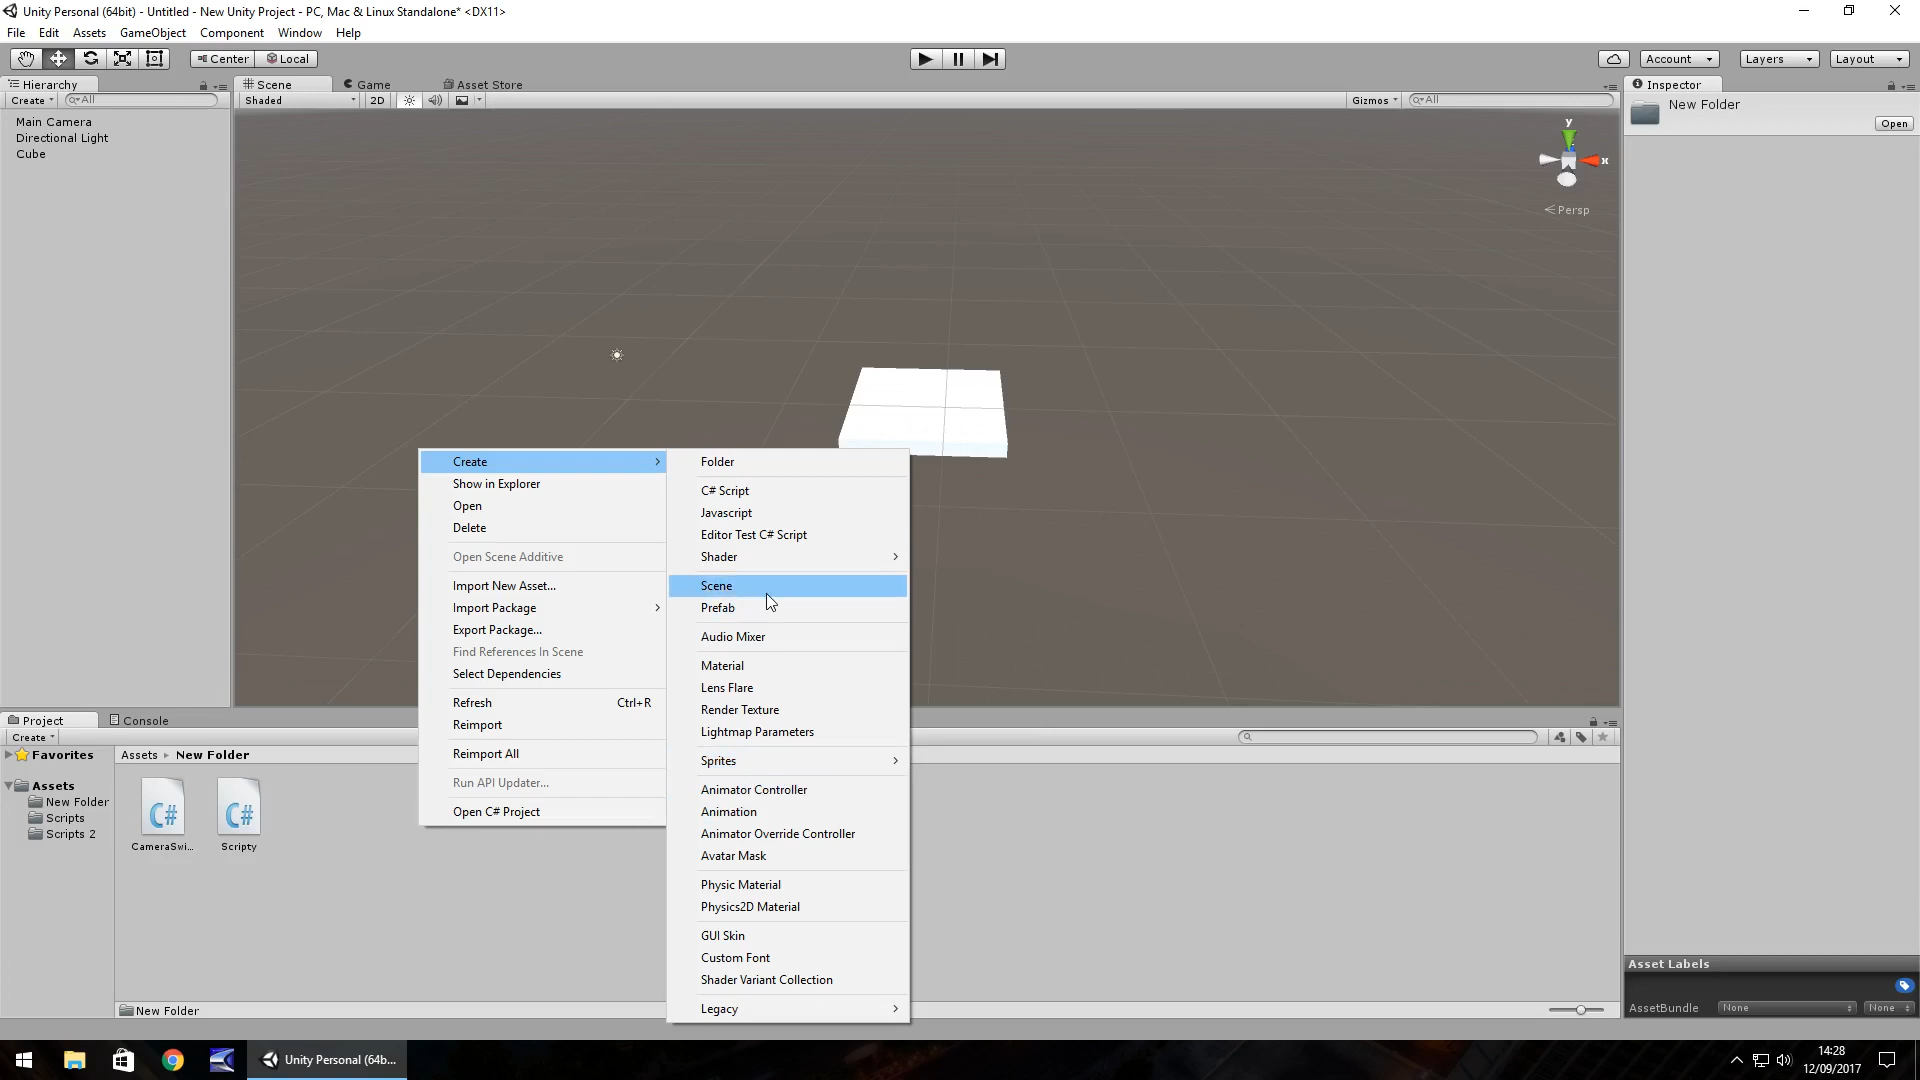 Unity Personal (64bit) - Untitled - New Unity Project - PC, Mac & Linux Standalone* <DX11>
File Edit Assets GameObject Component Window Help
Center Local Account Layers Layout
Hierarchy Scene Game Asset Store Inspector
Create All Shaded 2D Gizmos All
New Folder
Open
Main Camera
Directional Light
Cube
y
x
Persp
Create
Show in Explorer
Open
Delete
Open Scene Additive
Import New Asset...
Import Package
Export Package...
Find References In Scene
Select Dependencies
Refresh Ctrl+R
Reimport
Reimport All
Run API Updater...
Open C# Project
Folder
C# Script
Javascript
Editor Test C# Script
Shader
Scene
Prefab
Audio Mixer
Material
Lens Flare
Render Texture
Lightmap Parameters
Sprites
Animator Controller
Animation
Animator Override Controller
Avatar Mask
Physic Material
Physics2D Material
GUI Skin
Custom Font
Shader Variant Collection
Legacy
Project Console
Create
Favorites
Assets
New Folder
Scripts
Scripts 2
Assets New Folder
C# C#
CameraSwi... Scripty
New Folder
Asset Labels
AssetBundle None None
Unity Personal (64b...
14:28
12/09/2017